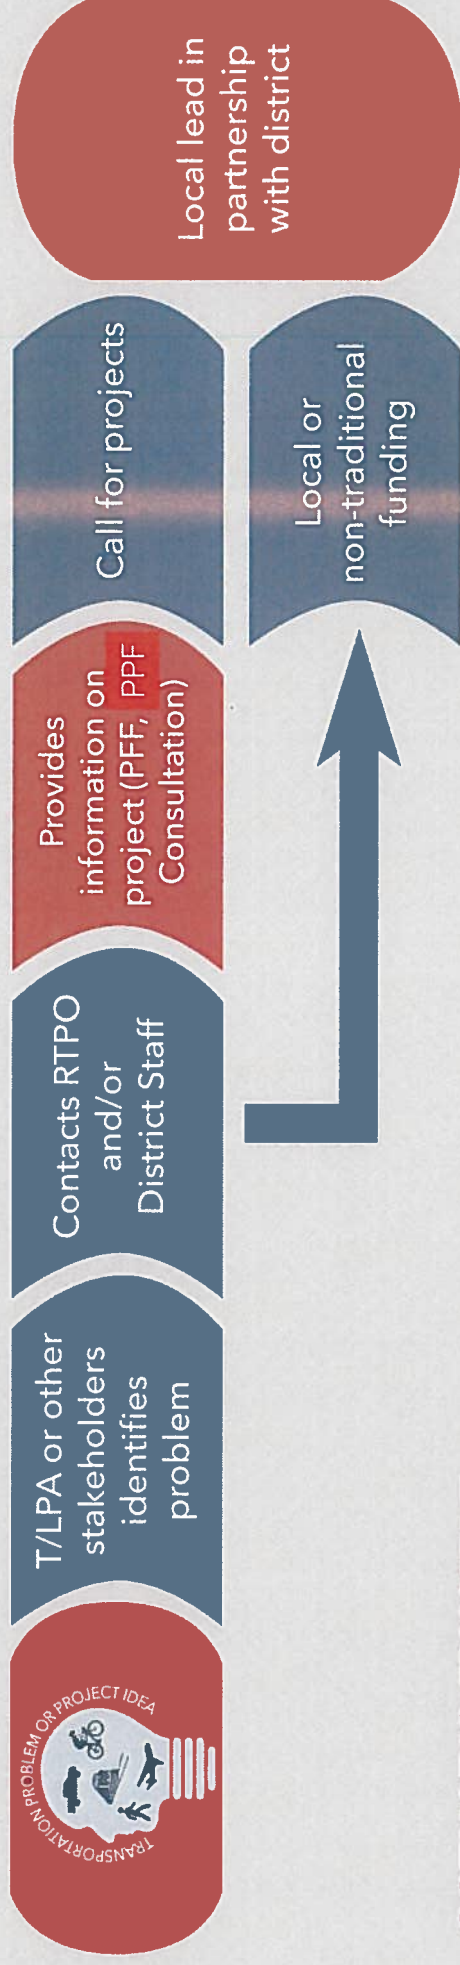 TRANSPORTATION PROBLEM OR PROJECT IDEA
T/LPA or other
stakeholders
identifies
problem
Contacts RTPO
and/or
District Staff
Provides
information on
project (PFF, PPF
Consultation)
Call for projects
Local or
non-traditional
funding
Local lead in
partnership
with district